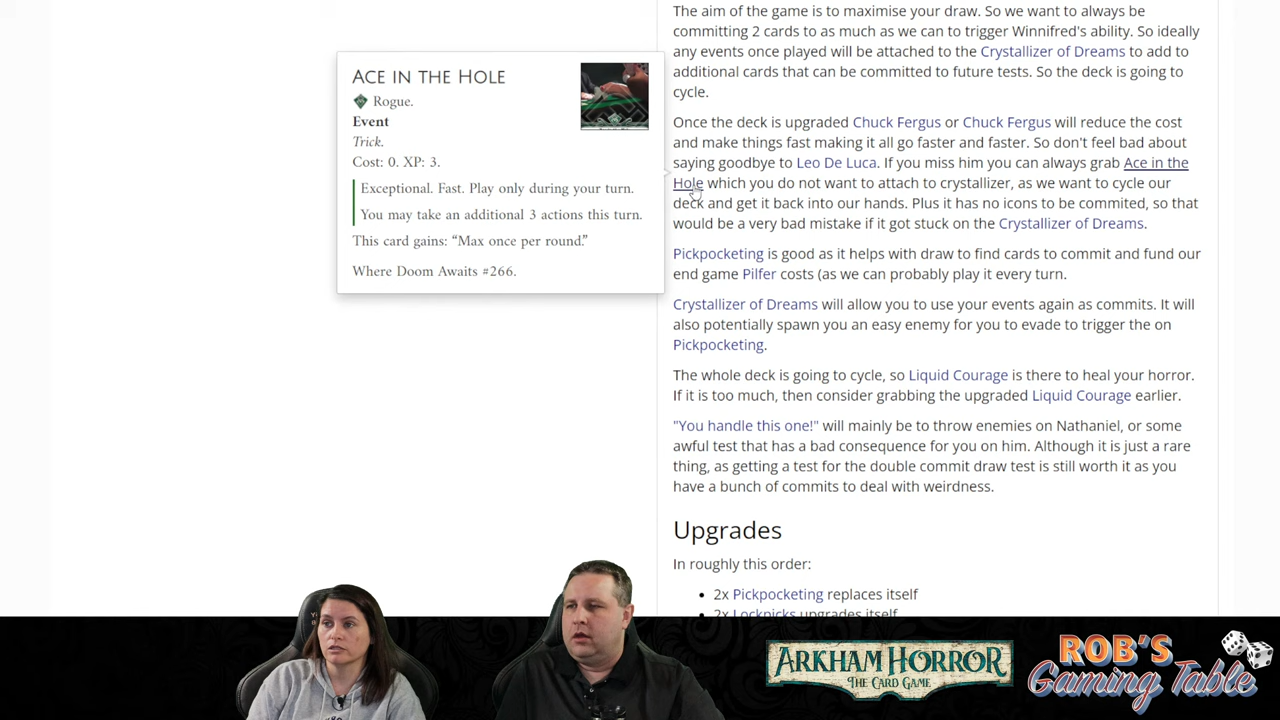 The aim of the game is to maximise your draw. So we want to always be
committing 2 cards to as much as we can to trigger Winnifred's ability. So ideally
any events once played will be attached to the Crystallizer of Dreams to add to
additional cards that can be committed to future tests. So the deck is going to
cycle.
Once the deck is upgraded Chuck Fergus or Chuck Fergus will reduce the cost
and make things fast making it all go faster and faster. So don't feel bad about
saying goodbye to Leo De Luca. If you miss him you can always grab Ace in the
Hole which you do not want to attach to crystallizer, as we want to cycle our
deck and get it back into our hands. Plus it has no icons to be commited, so that
would be a very bad mistake if it got stuck on the Crystallizer of Dreams.
Pickpocketing is good as it helps with draw to find cards to commit and fund our
end game Pilfer costs (as we can probably play it every turn.
Crystallizer of Dreams will allow you to use your events again as commits. It will
also potentially spawn you an easy enemy for you to evade to trigger the on
Pickpocketing.
The whole deck is going to cycle, so Liquid Courage is there to heal your horror.
If it is too much, then consider grabbing the upgraded Liquid Courage earlier.
"You handle this one!" will mainly be to throw enemies on Nathaniel, or some
awful test that has a bad consequence for you on him. Although it is just a rare
thing, as getting a test for the double commit draw test is still worth it as you
have a bunch of commits to deal with weirdness.
Upgrades
In roughly this order:
• 2x Pickpocketing replaces itself
• 2x Lockpicks upgrades itself
ACE IN THE HOLE
Rogue.
Event
Trick.
Cost: 0. XP: 3.
Exceptional. Fast. Play only during your turn.
You may take an additional 3 actions this turn.
This card gains: “Max once per round.”
Where Doom Awaits #266.
ARKHAM HORROR
THE CARD GAME
ROB'S
Gaming Table